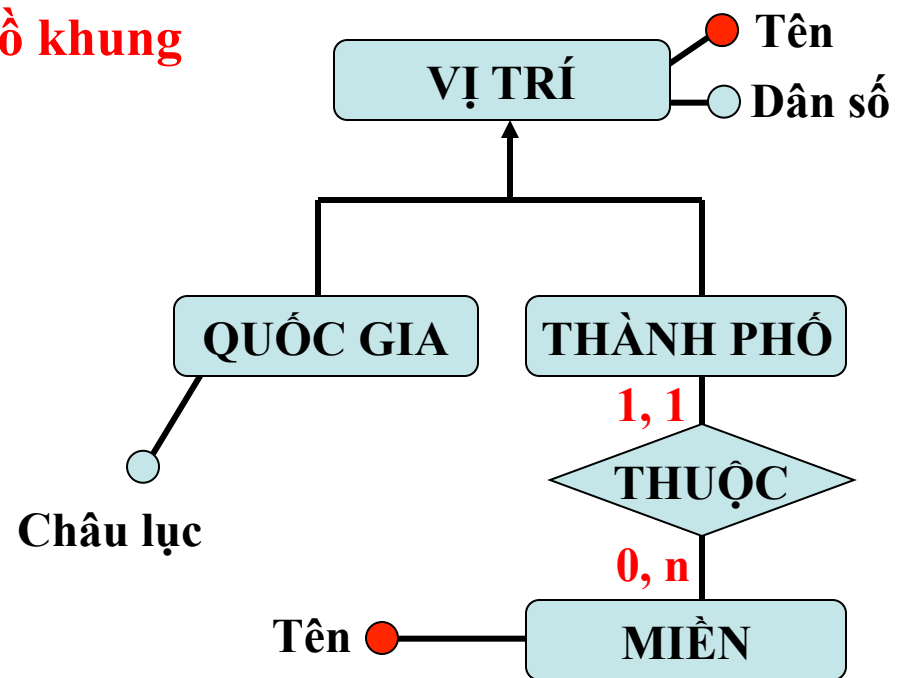 ồ khung
Tên
VỊ TRÍ
Dân số
QUỐC GIA
THÀNH PHỐ
1, 1
THUỘC
Châu lục
0, n
Tên
MIỀN